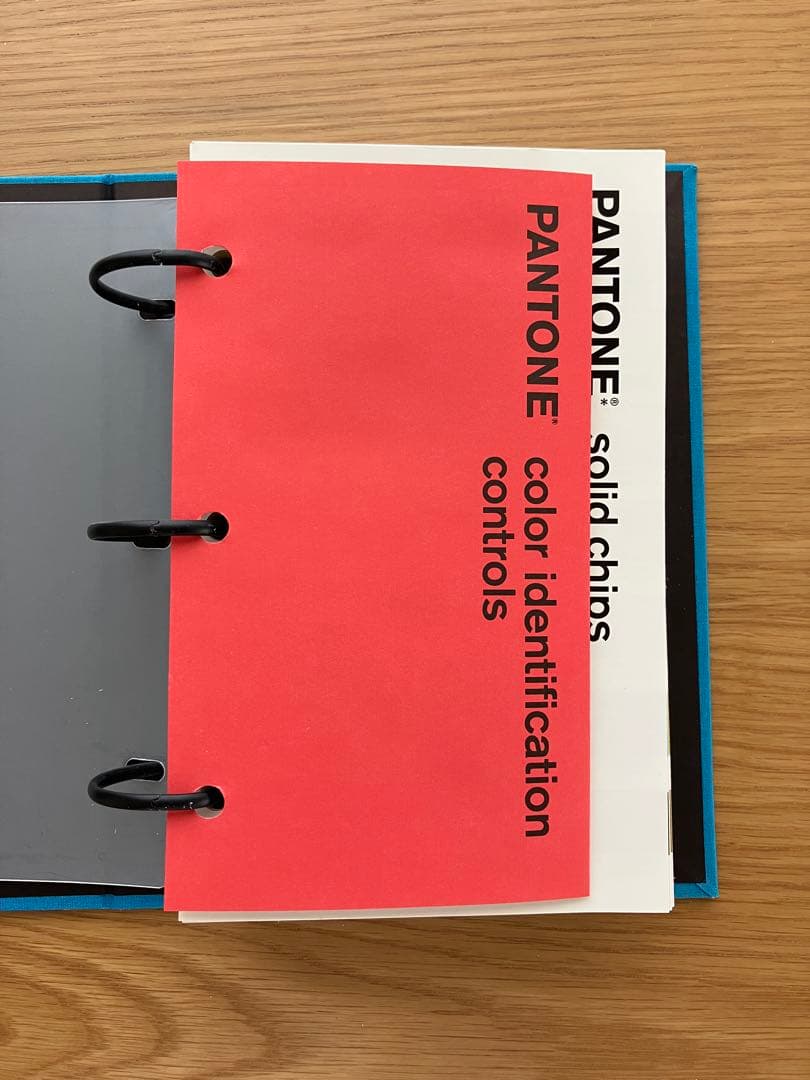 PANTONE®
color identification
controls
PANTONE®*
solid chips